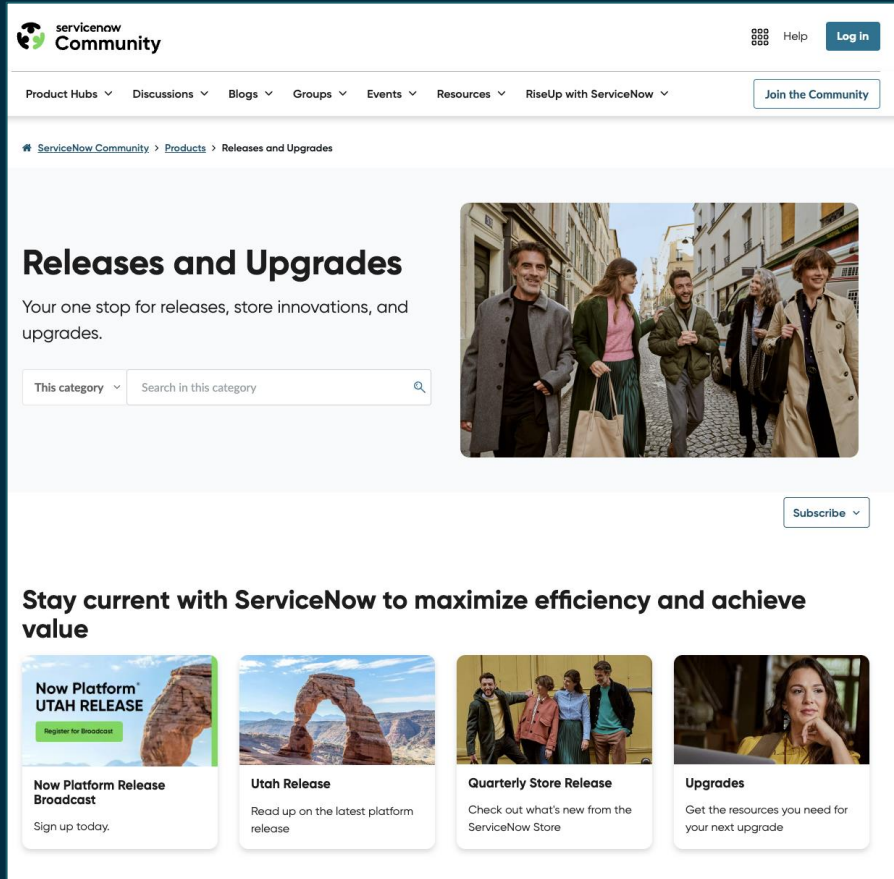 servicenow
Community
Help
Log in
Product Hubs
Discussions
Blogs
Groups
Events
Resources
RiseUp with ServiceNow
Join the Community
ServiceNow Community > Products > Releases and Upgrades
Releases and Upgrades
Your one stop for releases, store innovations, and
upgrades.
This category
Search in this category
Subscribe
Stay current with ServiceNow to maximize efficiency and achieve
value
Now Platform®
UTAH RELEASE
Register for Broadcast
Now Platform Release
Broadcast
Sign up today.
Utah Release
Read up on the latest platform
release
Quarterly Store Release
Check out what's new from the
ServiceNow Store
Upgrades
Get the resources you need for
your next upgrade